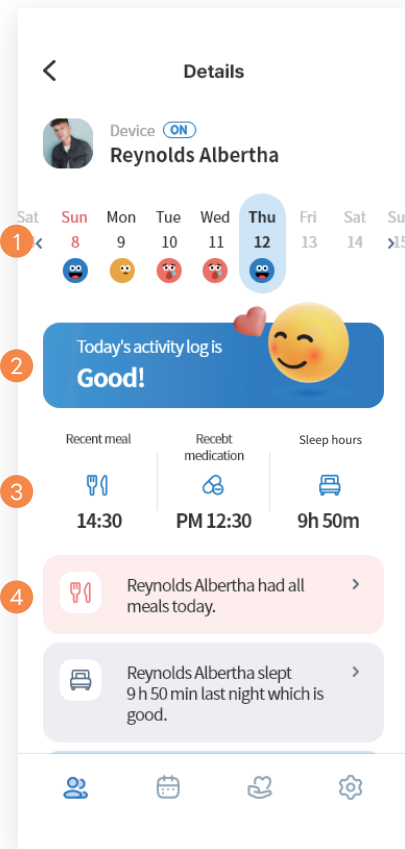 Details
Device ON
Reynolds Albertha
Sat Sun Mon Tue Wed Thu Fri Sat Su
1 8 9 10 11 12 13 14 15
Today's activity log is
2
Good!
Recent meal Recebt medication Sleep hours
3
14:30 PM 12:30 9h 50m
4
Reynolds Albertha had all
meals today.
Reynolds Albertha slept
9 h 50 min last night which is
good.